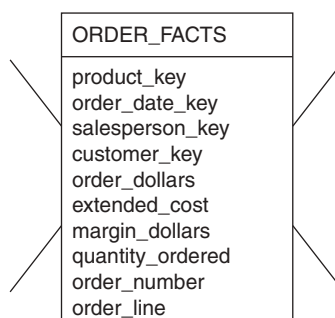 ORDER_FACTS
product_key
order_date_key
salesperson_key
customer_key
order_dollars
extended_cost
margin_dollars
quantity_ordered
order_number
order_line